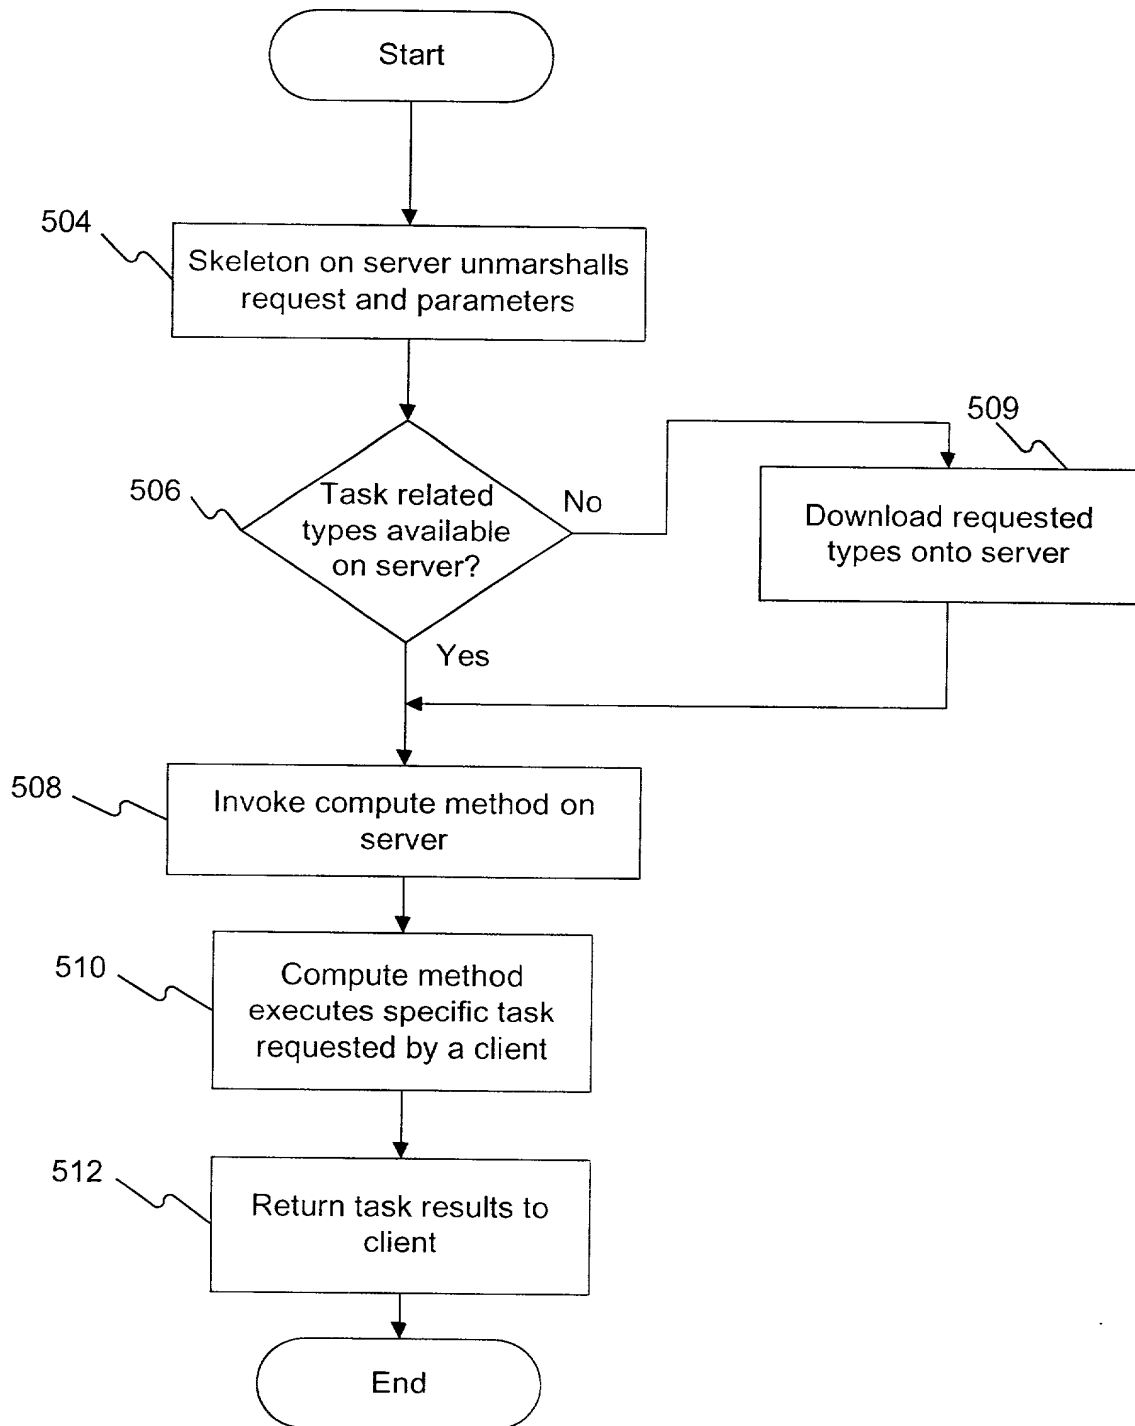 Start
504
Skeleton on server unmarshalls
request and parameters
506
Task related
types available
on server?
No
509
Download requested
types onto server
Yes
508
Invoke compute method on
server
510
Compute method
executes specific task
requested by a client
512
Return task results to
client
End